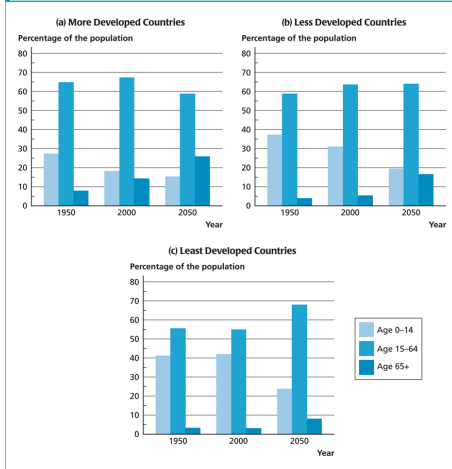 (a) More Developed Countries
Percentage of the population
80
70
60
50
40
30
20
10
0
1950 2000 2050
Year
(b) Less Developed Countries
Percentage of the population
80
70
60
50
40
30
20
10
0
1950 2000 2050
Year
(c) Least Developed Countries
Percentage of the population
80
70
60
50
40
30
20
10
0
1950 2000 2050
Year
Age 0–14
Age 15–64
Age 65+